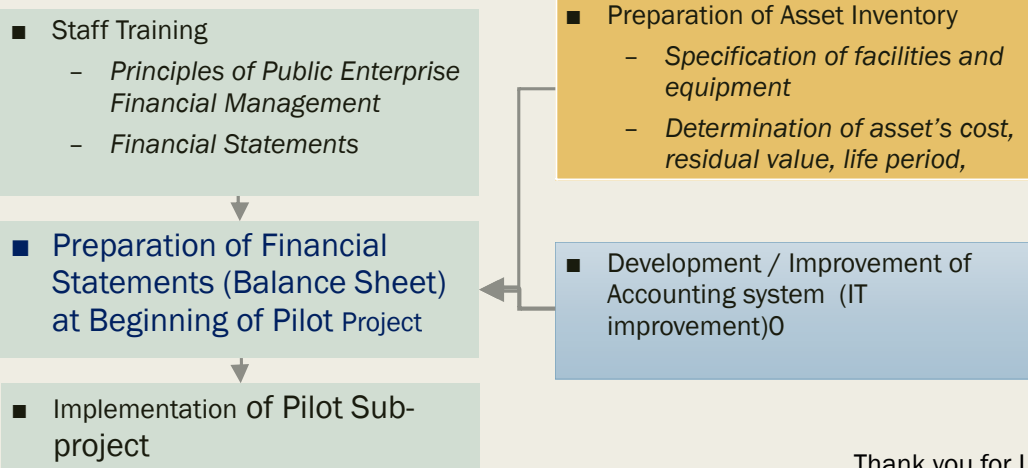 ■ Staff Training
– Principles of Public Enterprise
Financial Management
– Financial Statements
■ Preparation of Financial
Statements (Balance Sheet)
at Beginning of Pilot Project
■ Implementation of Pilot Sub-
project
■ Preparation of Asset Inventory
– Specification of facilities and
equipment
– Determination of asset's cost,
residual value, life period,
■ Development / Improvement of
Accounting system (IT
improvement)0
Thank you for